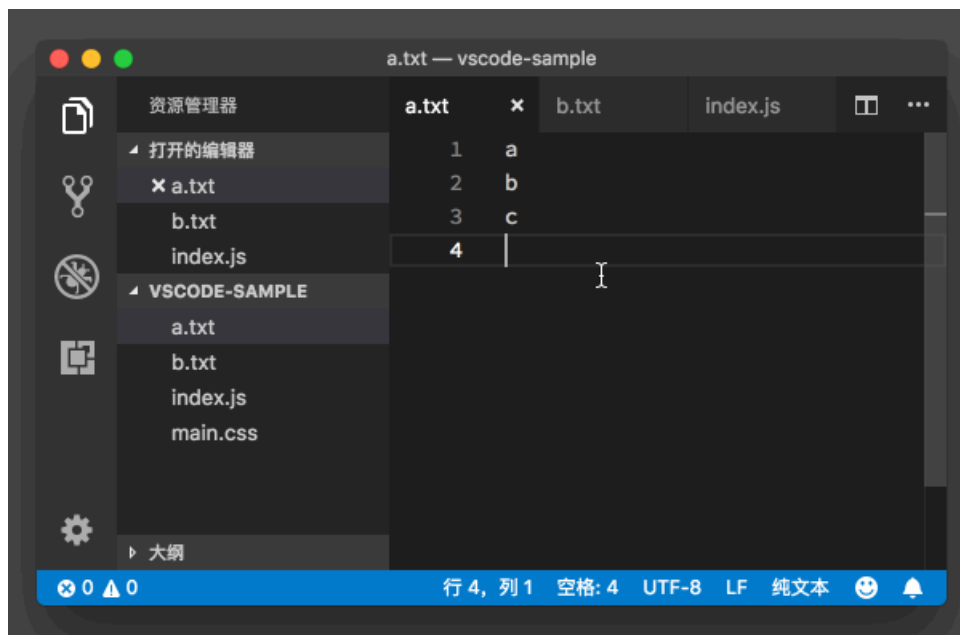 a.txt — vscode-sample
资源管理器
打开的编辑器
a.txt
b.txt
index.js
VSCODE-SAMPLE
a.txt
b.txt
index.js
main.css
大纲
a.txt b.txt index.js
1 a
2 b
3 c
4
0 0 行 4，列 1 空格: 4 UTF-8 LF 纯文本